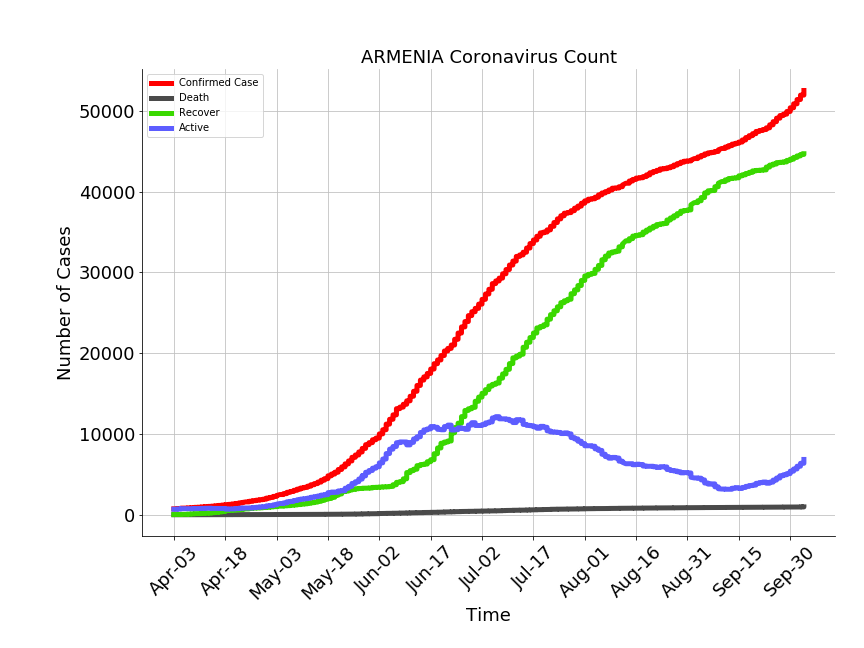 ARMENIA Coronavirus Count
Confirmed Case
Death
Recover
Active
Number of Cases
50000
40000
30000
20000
10000
0
Apr-03 Apr-18 May-03 May-18 Jun-02 Jun-17 Jul-02 Jul-17 Aug-01 Aug-16 Aug-31 Sep-15 Sep-30
Time